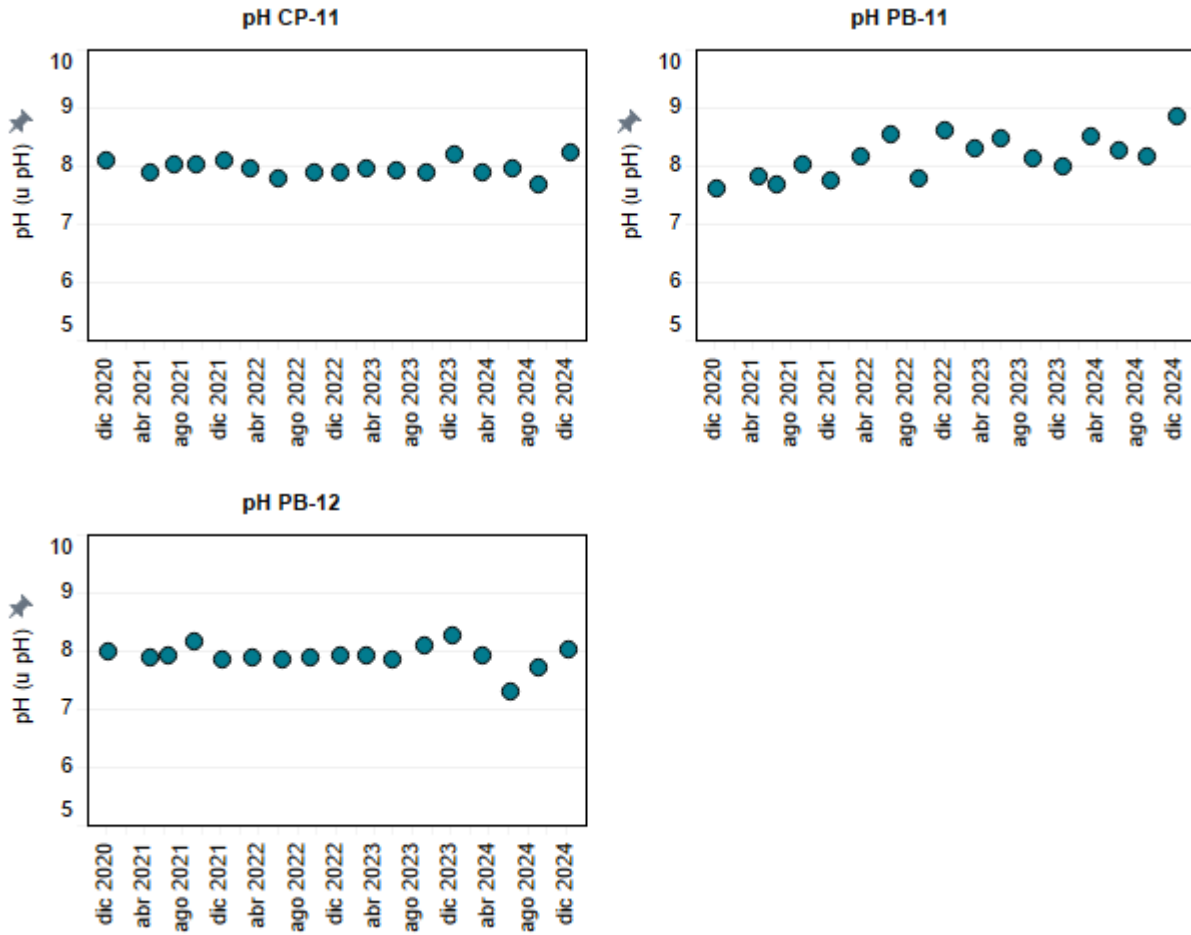 pH CP-11
10
9
8
7
6
5
pH (u pH)
dic 2020
abr 2021
ago 2021
dic 2021
abr 2022
ago 2022
dic 2022
abr 2023
ago 2023
dic 2023
abr 2024
ago 2024
dic 2024
pH PB-11
10
9
8
7
6
5
pH (u pH)
dic 2020
abr 2021
ago 2021
dic 2021
abr 2022
ago 2022
dic 2022
abr 2023
ago 2023
dic 2023
abr 2024
ago 2024
dic 2024
pH PB-12
10
9
8
7
6
5
pH (u pH)
dic 2020
abr 2021
ago 2021
dic 2021
abr 2022
ago 2022
dic 2022
abr 2023
ago 2023
dic 2023
abr 2024
ago 2024
dic 2024